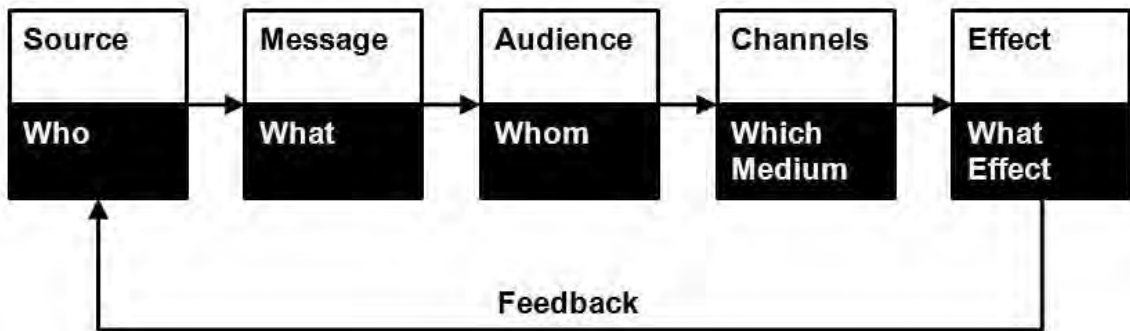 Source
Who
Message
What
Audience
Whom
Channels
Which
Medium
Effect
What
Effect
Feedback